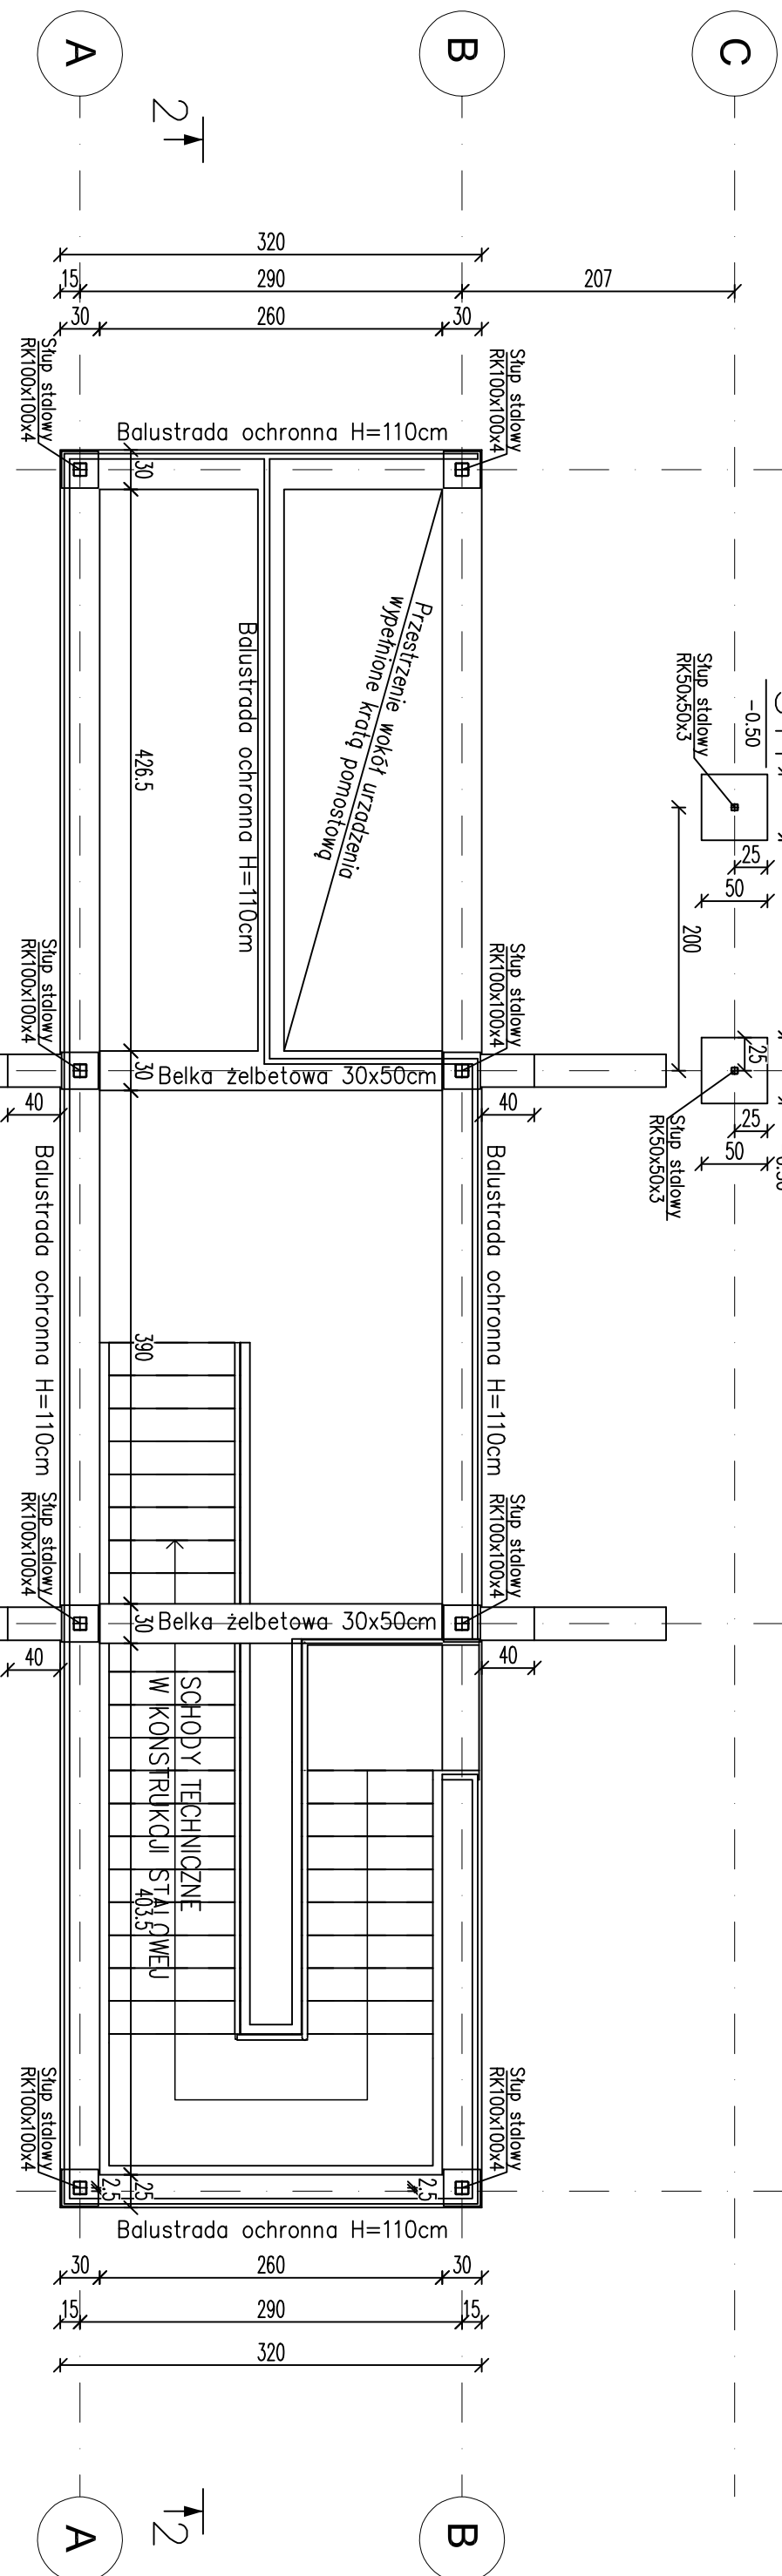 A
B
C
2
320
15
290
207
30
260
30
Słup stalowy
RK100x100x4
Słup stalowy
RK100x100x4
Balustrada ochronna H=110cm
30
Przestrzenie wokół urządzenia
wypełnione kratą pomostową
Balustrada ochronna H=110cm
426.5
Słup stalowy
RK50x50x3
-0.50
25
50
200
25
25
50
Słup stalowy
RK50x50x3
Słup stalowy
RK100x100x4
Słup stalowy
RK100x100x4
30
Belka żelbetowa 30x50cm
40
40
Balustrada ochronna H=110cm
Balustrada ochronna H=110cm
390
Słup stalowy
RK100x100x4
Słup stalowy
RK100x100x4
30
Belka żelbetowa 30x50cm
40
40
SCHODY TECHNICZNE
W KONSTRUKCJI STALOWEJ
403.5
Słup stalowy
RK100x100x4
Słup stalowy
RK100x100x4
2.5
25
2.5
Balustrada ochronna H=110cm
30
260
30
15
290
15
320
2
A
B